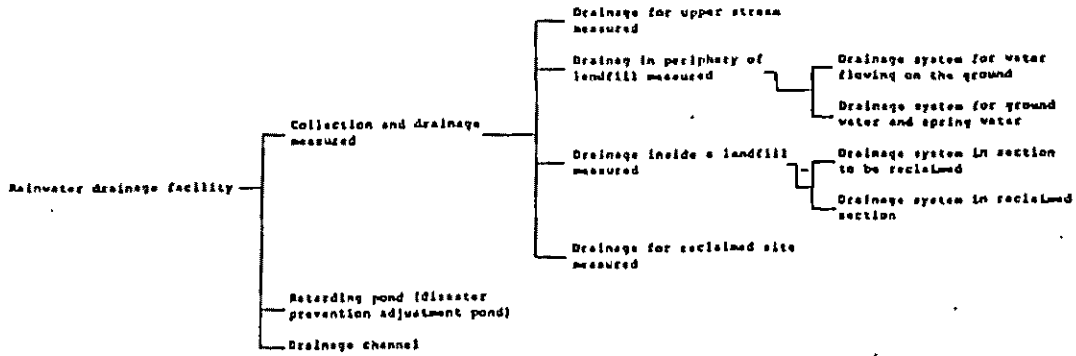 Drainage for upper stream
measured
Drainag in periphery of
landfill measured
Drainage system for water
flowing on the ground
Drainage system for ground
water and spring water
Collection and drainage
measured
Drainage inside a landfill
measured
Drainage system in section
to be reclaimed
Drainage system in reclaimed
section
Rainwater drainage facility
Drainage for reclaimed site
measured
Retarding pond (disaster
prevention adjustment pond)
Drainage channel